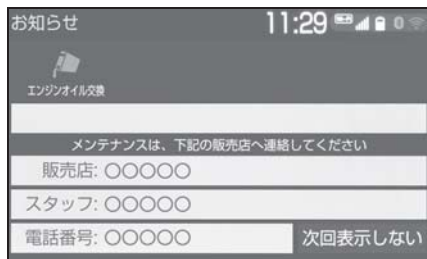 お知らせ
11:29
エンジンオイル交換
メンテナンスは、下記の販売店へ連絡してください
販売店: ○○○○○
スタッフ: ○○○○○
電話番号: ○○○○○
次回表示しない